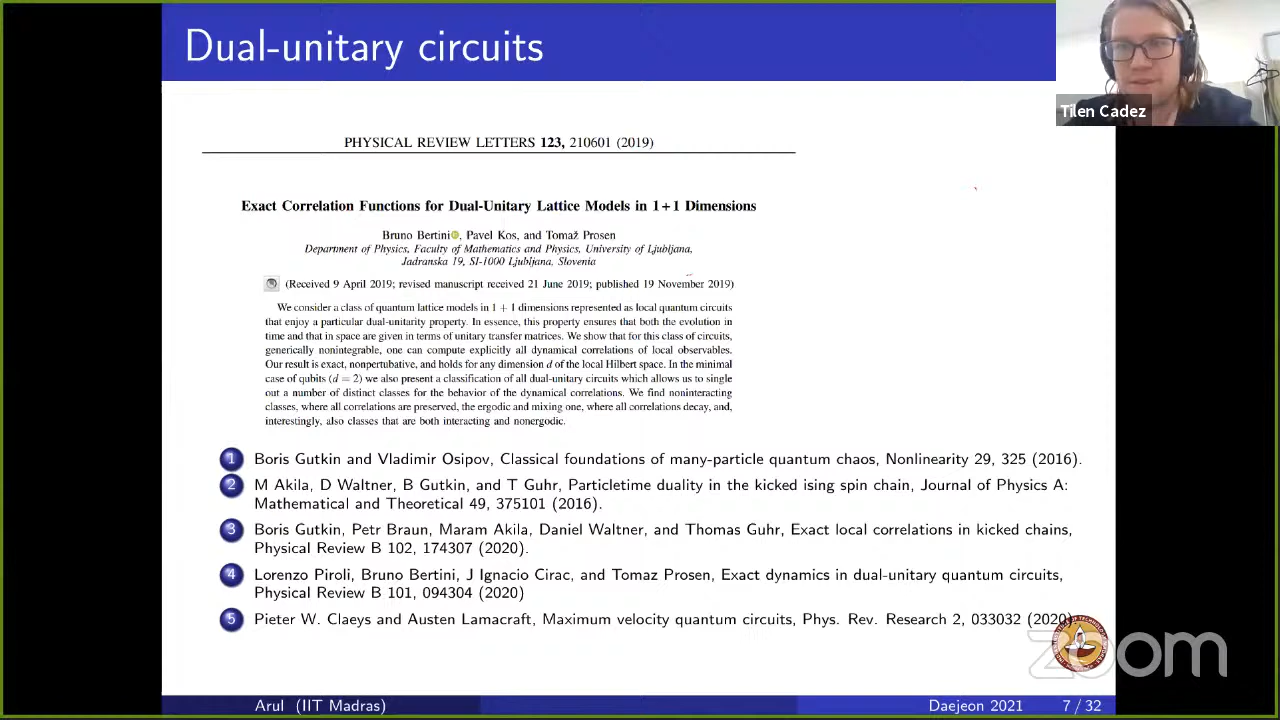 Dual-unitary circuits
Tilen Cadez
PHYSICAL REVIEW LETTERS 123, 210601 (2019)
Exact Correlation Functions for Dual-Unitary Lattice Models in 1+1 Dimensions
Bruno Bertini, Pavel Kos, and Tomaž Prosen
Department of Physics, Faculty of Mathematics and Physics, University of Ljubljana,
Jadranska 19, SI-1000 Ljubljana, Slovenia
(Received 9 April 2019; revised manuscript received 21 June 2019; published 19 November 2019)
We consider a class of quantum lattice models in 1 + 1 dimensions represented as local quantum circuits
that enjoy a particular dual-unitarity property. In essence, this property ensures that both the evolution in
time and that in space are given in terms of unitary transfer matrices. We show that for this class of circuits,
generically nonintegrable, one can compute explicitly all dynamical correlations of local observables.
Our result is exact, nonpertubative, and holds for any dimension d of the local Hilbert space. In the minimal
case of qubits (d = 2) we also present a classification of all dual-unitary circuits which allows us to single
out a number of distinct classes for the behavior of the dynamical correlations. We find noninteracting
classes, where all correlations are preserved, the ergodic and mixing one, where all correlations decay, and,
interestingly, also classes that are both interacting and nonergodic.
1 Boris Gutkin and Vladimir Osipov, Classical foundations of many-particle quantum chaos, Nonlinearity 29, 325 (2016).
2 M Akila, D Waltner, B Gutkin, and T Guhr, Particletime duality in the kicked ising spin chain, Journal of Physics A:
Mathematical and Theoretical 49, 375101 (2016).
3 Boris Gutkin, Petr Braun, Maram Akila, Daniel Waltner, and Thomas Guhr, Exact local correlations in kicked chains,
Physical Review B 102, 174307 (2020).
4 Lorenzo Piroli, Bruno Bertini, J Ignacio Cirac, and Tomaz Prosen, Exact dynamics in dual-unitary quantum circuits,
Physical Review B 101, 094304 (2020)
5 Pieter W. Claeys and Austen Lamacraft, Maximum velocity quantum circuits, Phys. Rev. Research 2, 033032 (2020)
zoom
Arul (IIT Madras)
Daejeon 2021
7 / 32